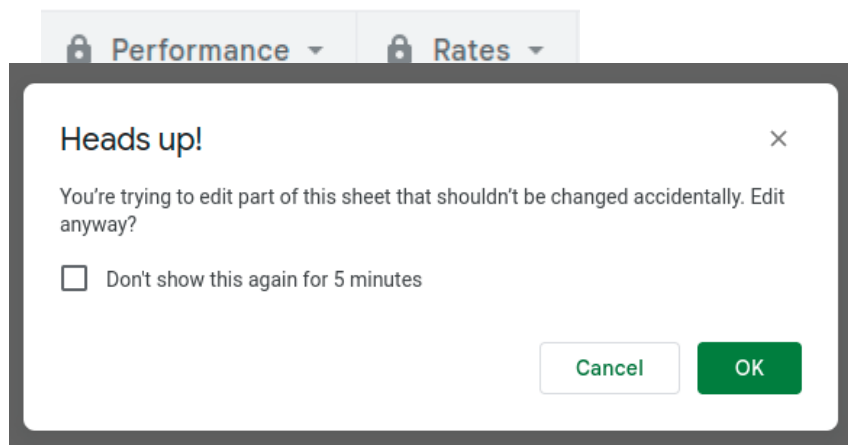 Performance
Rates
Heads up!
You're trying to edit part of this sheet that shouldn't be changed accidentally. Edit
anyway?
Don't show this again for 5 minutes
Cancel
OK